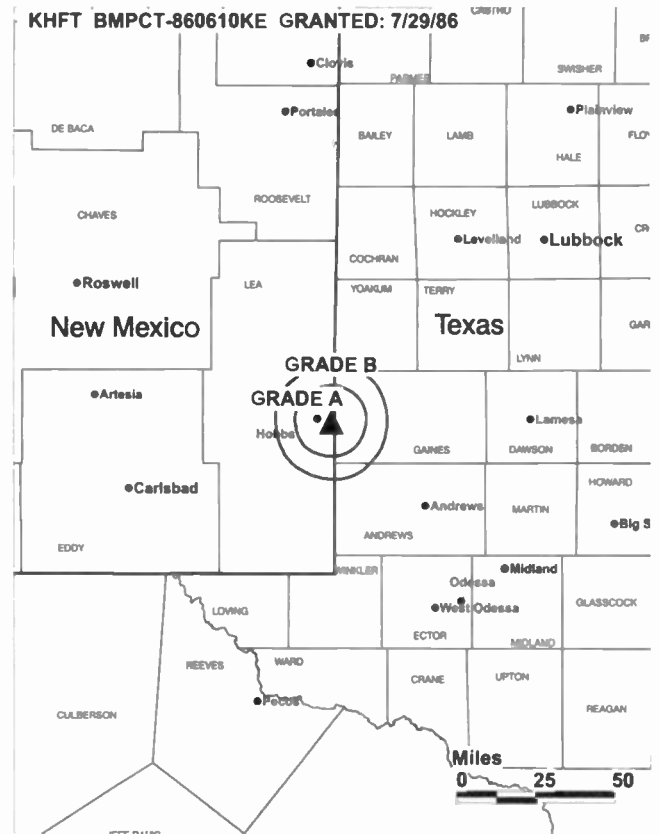 KHFT BMPCT-860610KE GRANTED: 7/29/86
CASTRO
Clovis
PARMER
SWISHER
Portales
Plainview
DE BACA
BAILEY
LAMB
HALE
ROOSEVELT
CHAVES
HOCKLEY
LUBBOCK
Levelland
Lubbock
COCHRAN
Roswell
LEA
YOAKUM
TERRY
New Mexico
Texas
GAR
LYNN
GRADE B
Artesia
GRADE A
Hobbs
Lamesa
GAINES
DAWSON
BORDEN
HOWARD
Carlsbad
Andrews
MARTIN
Big S
ANDREWS
EDDY
WINKLER
Midland
Odessa
West Odessa
LOVING
GLASSCOCK
ECTOR
MIDLAND
REEVES
WARD
CRANE
UPTON
Pecos
CULBERSON
REAGAN
Miles
0 25 50